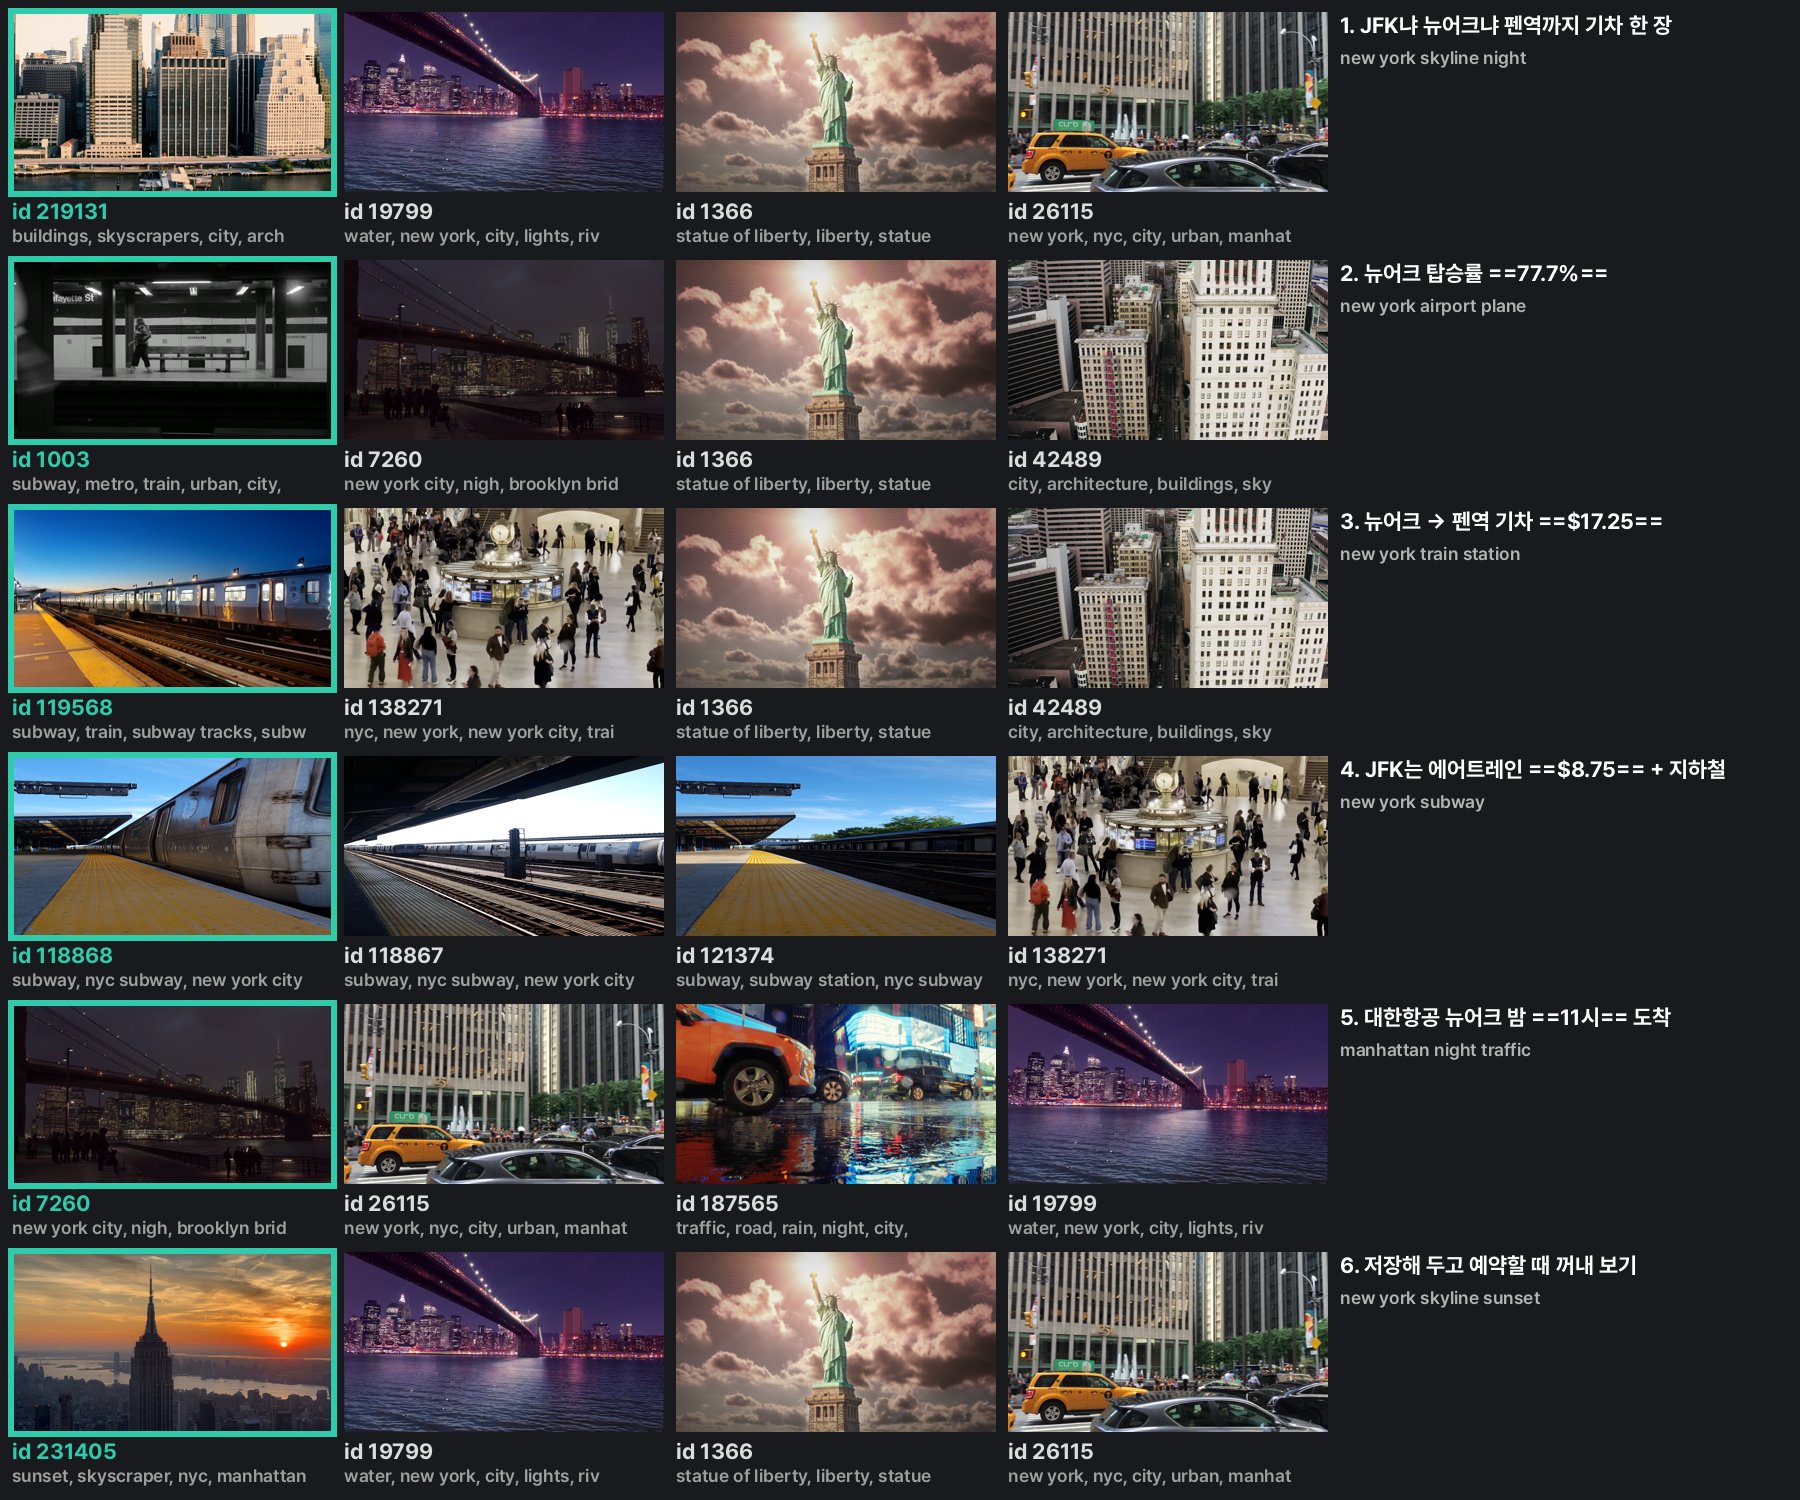 id 219131
buildings, skyscrapers, city, arch
id 19799
water, new york, city, lights, riv
id 1366
statue of liberty, liberty, statue
id 26115
new york, nyc, city, urban, manhat
1. JFK냐 뉴어크냐 펜역까지 기차 한 장
new york skyline night
fayette St
id 1003
subway, metro, train, urban, city,
id 7260
new york city, nigh, brooklyn brid
id 1366
statue of liberty, liberty, statue
id 42489
city, architecture, buildings, sky
2. 뉴어크 탑승률 ==77.7%==
new york airport plane
id 119568
subway, train, subway tracks, subw
id 138271
nyc, new york, new york city, trai
id 1366
statue of liberty, liberty, statue
id 42489
city, architecture, buildings, sky
3. 뉴어크 → 펜역 기차 ==$17.25==
new york train station
id 118868
subway, nyc subway, new york city
id 118867
subway, nyc subway, new york city
id 121374
subway, subway station, nyc subway
id 138271
nyc, new york, new york city, trai
4. JFK는 에어트레인 ==$8.75== + 지하철
new york subway
id 7260
new york city, nigh, brooklyn brid
id 26115
new york, nyc, city, urban, manhat
id 187565
traffic, road, rain, night, city,
id 19799
water, new york, city, lights, riv
5. 대한항공 뉴어크 밤 ==11시== 도착
manhattan night traffic
id 231405
sunset, skyscraper, nyc, manhattan
id 19799
water, new york, city, lights, riv
id 1366
statue of liberty, liberty, statue
id 26115
new york, nyc, city, urban, manhat
6. 저장해 두고 예약할 때 꺼내 보기
new york skyline sunset